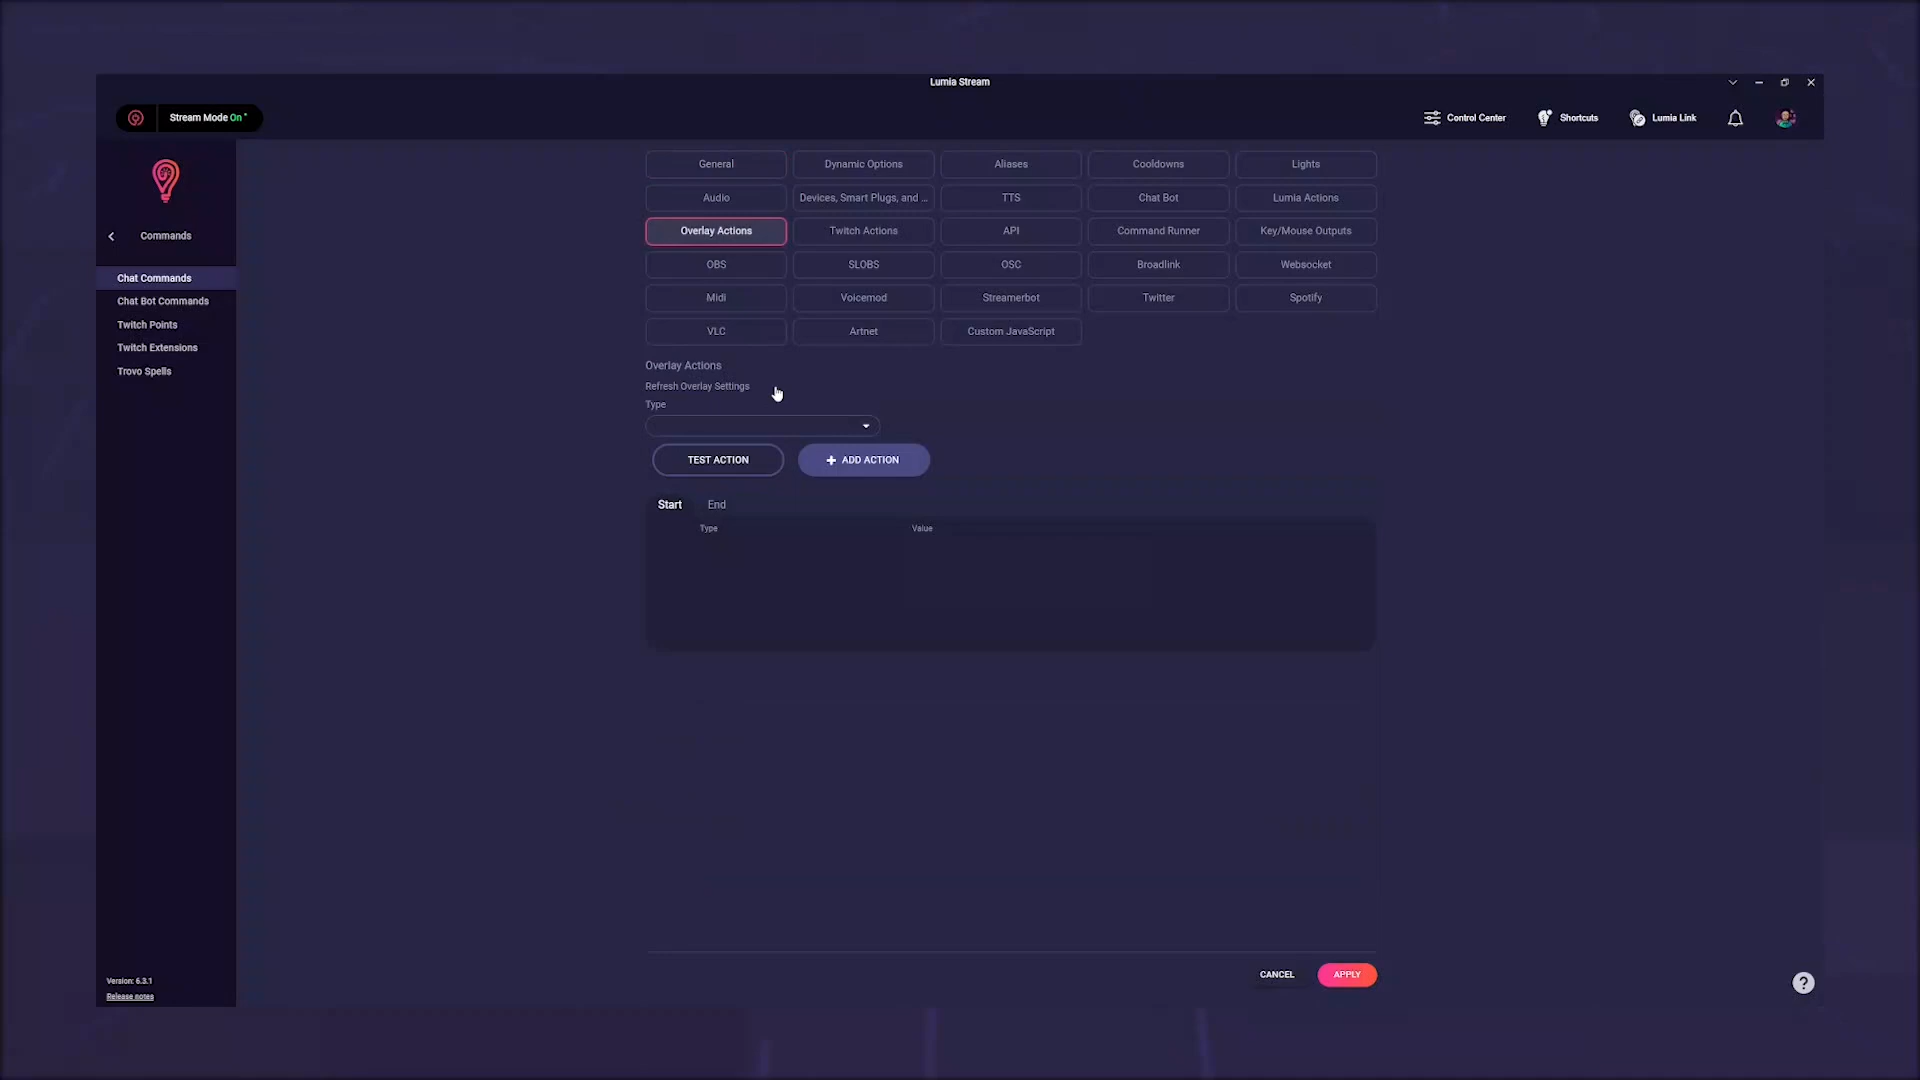 Lumia Stream
Stream Mode On
Control Center
Shortcuts
Lumia Link
Commands
Chat Commands
Chat Bot Commands
Twitch Points
Twitch Extensions
Trovo Spells
General
Dynamic Options
Aliases
Cooldowns
Lights
Audio
Devices, Smart Plugs, and ...
TTS
Chat Bot
Lumia Actions
Overlay Actions
Twitch Actions
API
Command Runner
Key/Mouse Outputs
OBS
SLOBS
OSC
Broadlink
Websocket
Midi
Voicemod
Streamerbot
Twitter
Spotify
VLC
Artnet
Custom JavaScript
Overlay Actions
Refresh Overlay Settings
Type
TEST ACTION
+ ADD ACTION
Start
End
Type
Value
CANCEL
APPLY
?
Version: 6.3.1
Release notes